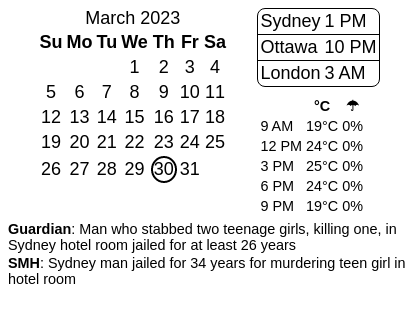 March 2023
Su Mo Tu We Th Fr Sa
1 2 3 4
5 6 7 8 9 10 11
12 13 14 15 16 17 18
19 20 21 22 23 24 25
26 27 28 29 30 31
Sydney 1 PM
Ottawa 10 PM
London 3 AM
°C ☂
9 AM 19°C 0%
12 PM 24°C 0%
3 PM 25°C 0%
6 PM 24°C 0%
9 PM 19°C 0%
Guardian: Man who stabbed two teenage girls, killing one, in
Sydney hotel room jailed for at least 26 years
SMH: Sydney man jailed for 34 years for murdering teen girl in
hotel room